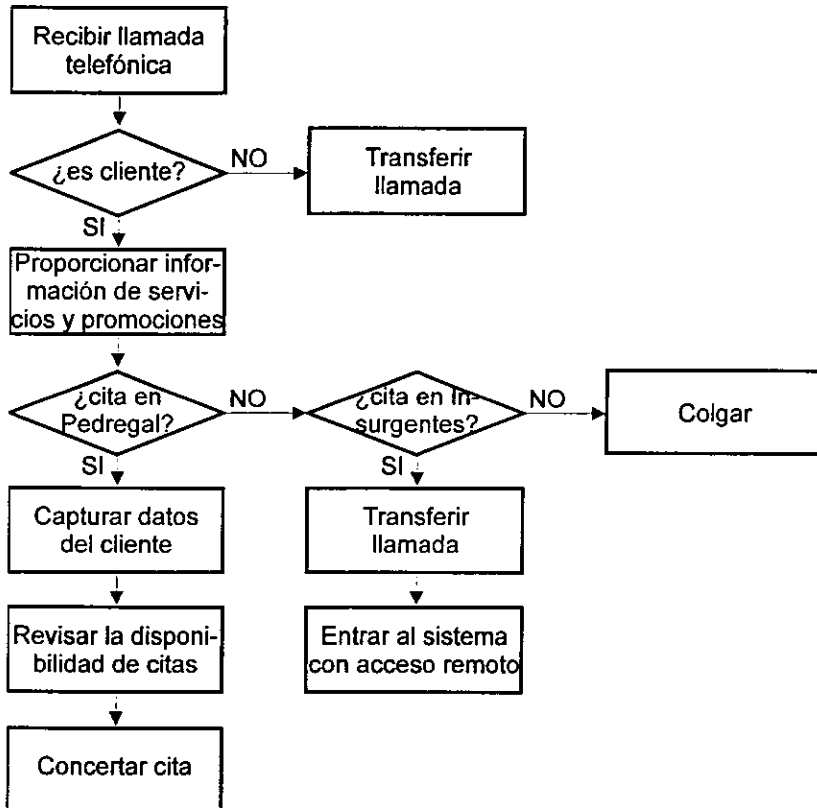 Recibir llamada
telefónica
¿es cliente?
NO
Transferir
llamada
SI
Proporcionar infor-
mación de servi-
cios y promociones
¿cita en
Pedregal?
NO
¿cita en In-
surgentes?
NO
Colgar
SI
SI
Capturar datos
del cliente
Transferir
llamada
Revisar la disponi-
bilidad de citas
Entrar al sistema
con acceso remoto
Concertar cita